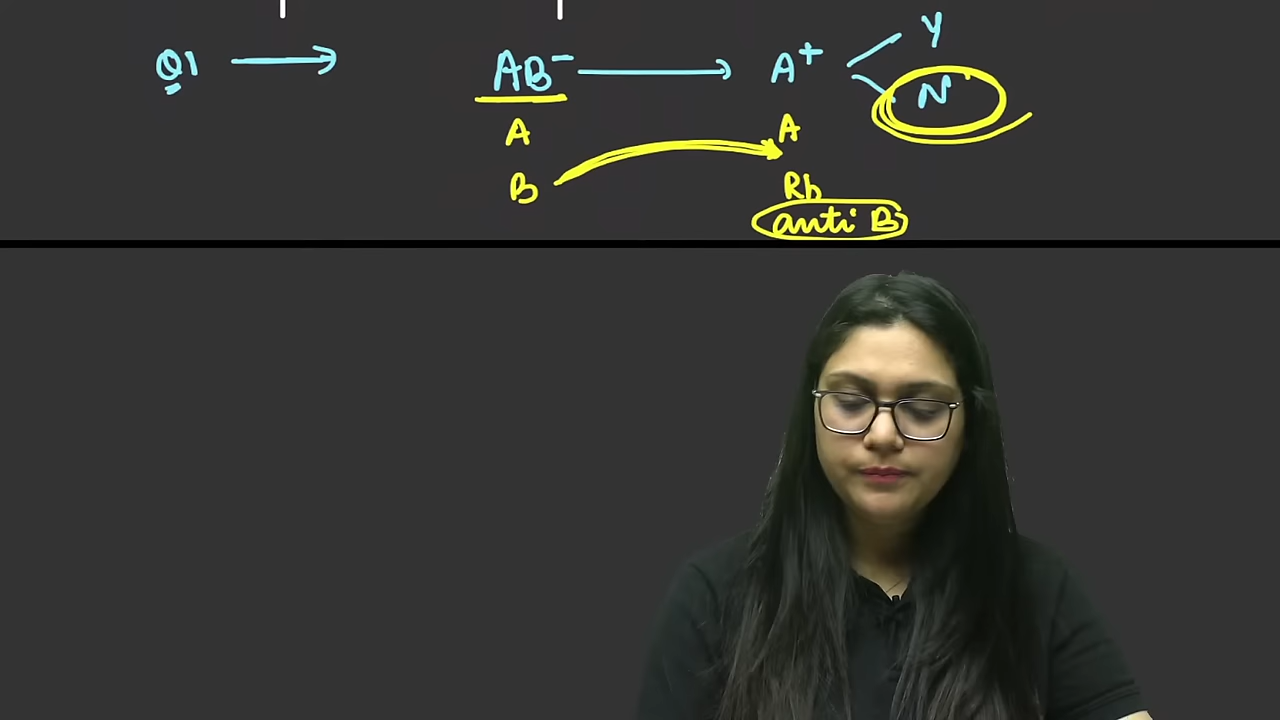 Q1 → AB⁻ → A⁺ Y
N
A A
B Rh
anti B